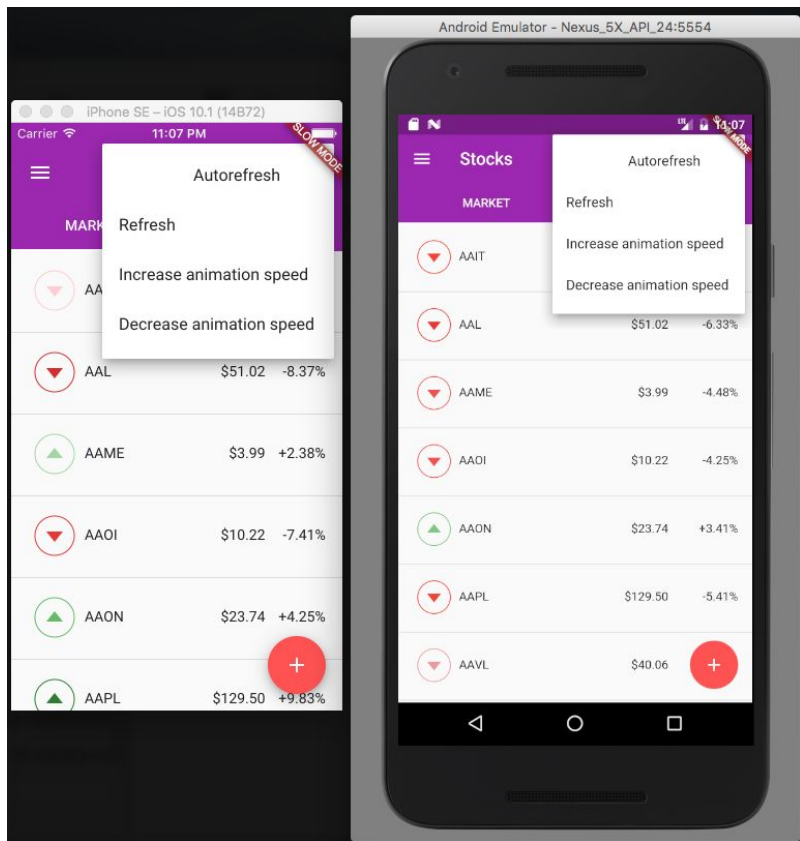 Android Emulator - Nexus_5X_API_24:5554
iPhone SE – iOS 10.1 (14B72)
Carrier 11:07 PM
SLOW MODE
Autorefresh
MARK
Refresh
Increase animation speed
Decrease animation speed
AA
AAL $51.02 -8.37%
AAME $3.99 +2.38%
AAOI $10.22 -7.41%
AAON $23.74 +4.25%
+
AAPL $129.50 +9.83%
11:07
SLOW MODE
Stocks
Autorefresh
MARKET
Refresh
Increase animation speed
Decrease animation speed
AAIT
AAL $51.02 -6.33%
AAME $3.99 -4.48%
AAOI $10.22 -4.25%
AAON $23.74 +3.41%
AAPL $129.50 -5.41%
AAVL $40.06
+